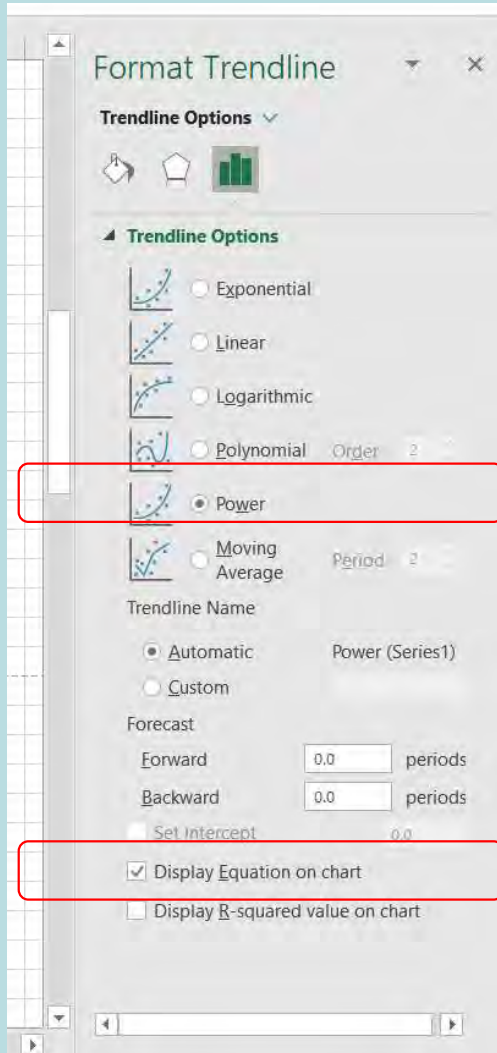 Format Trendline
Trendline Options
Trendline Options
Exponential
Linear
Logarithmic
Polynomial Order 2
Power
Moving
Average Period 2
Trendline Name
Automatic Power (Series1)
Custom
Forecast
Forward 0.0 periods
Backward 0.0 periods
Set Intercept 0.0
Display Equation on chart
Display R-squared value on chart